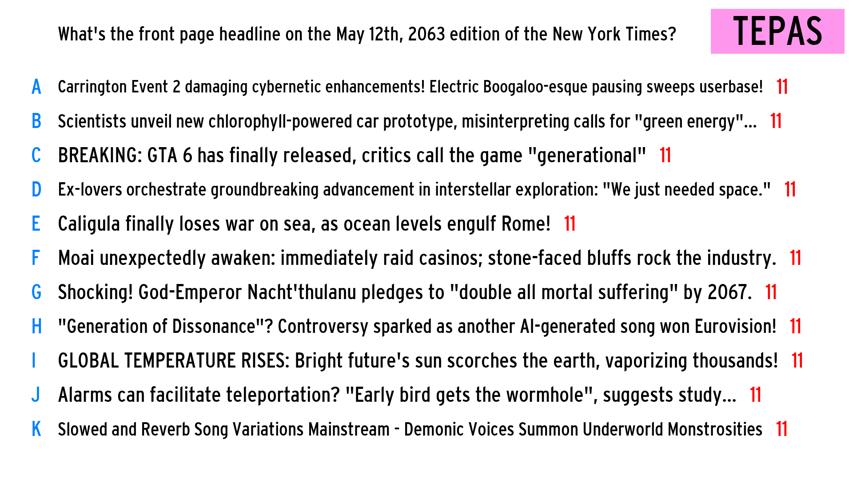 What's the front page headline on the May 12th, 2063 edition of the New York Times?
TEPAS
A Carrington Event 2 damaging cybernetic enhancements! Electric Boogaloo-esque pausing sweeps userbase! 11
B Scientists unveil new chlorophyll-powered car prototype, misinterpreting calls for "green energy"... 11
C BREAKING: GTA 6 has finally released, critics call the game "generational" 11
D Ex-lovers orchestrate groundbreaking advancement in interstellar exploration: "We just needed space." 11
E Caligula finally loses war on sea, as ocean levels engulf Rome! 11
F Moai unexpectedly awaken: immediately raid casinos; stone-faced bluffs rock the industry. 11
G Shocking! God-Emperor Nacht'thulanu pledges to "double all mortal suffering" by 2067. 11
H "Generation of Dissonance"? Controversy sparked as another AI-generated song won Eurovision! 11
I GLOBAL TEMPERATURE RISES: Bright future's sun scorches the earth, vaporizing thousands! 11
J Alarms can facilitate teleportation? "Early bird gets the wormhole", suggests study... 11
K Slowed and Reverb Song Variations Mainstream - Demonic Voices Summon Underworld Monstrosities 11